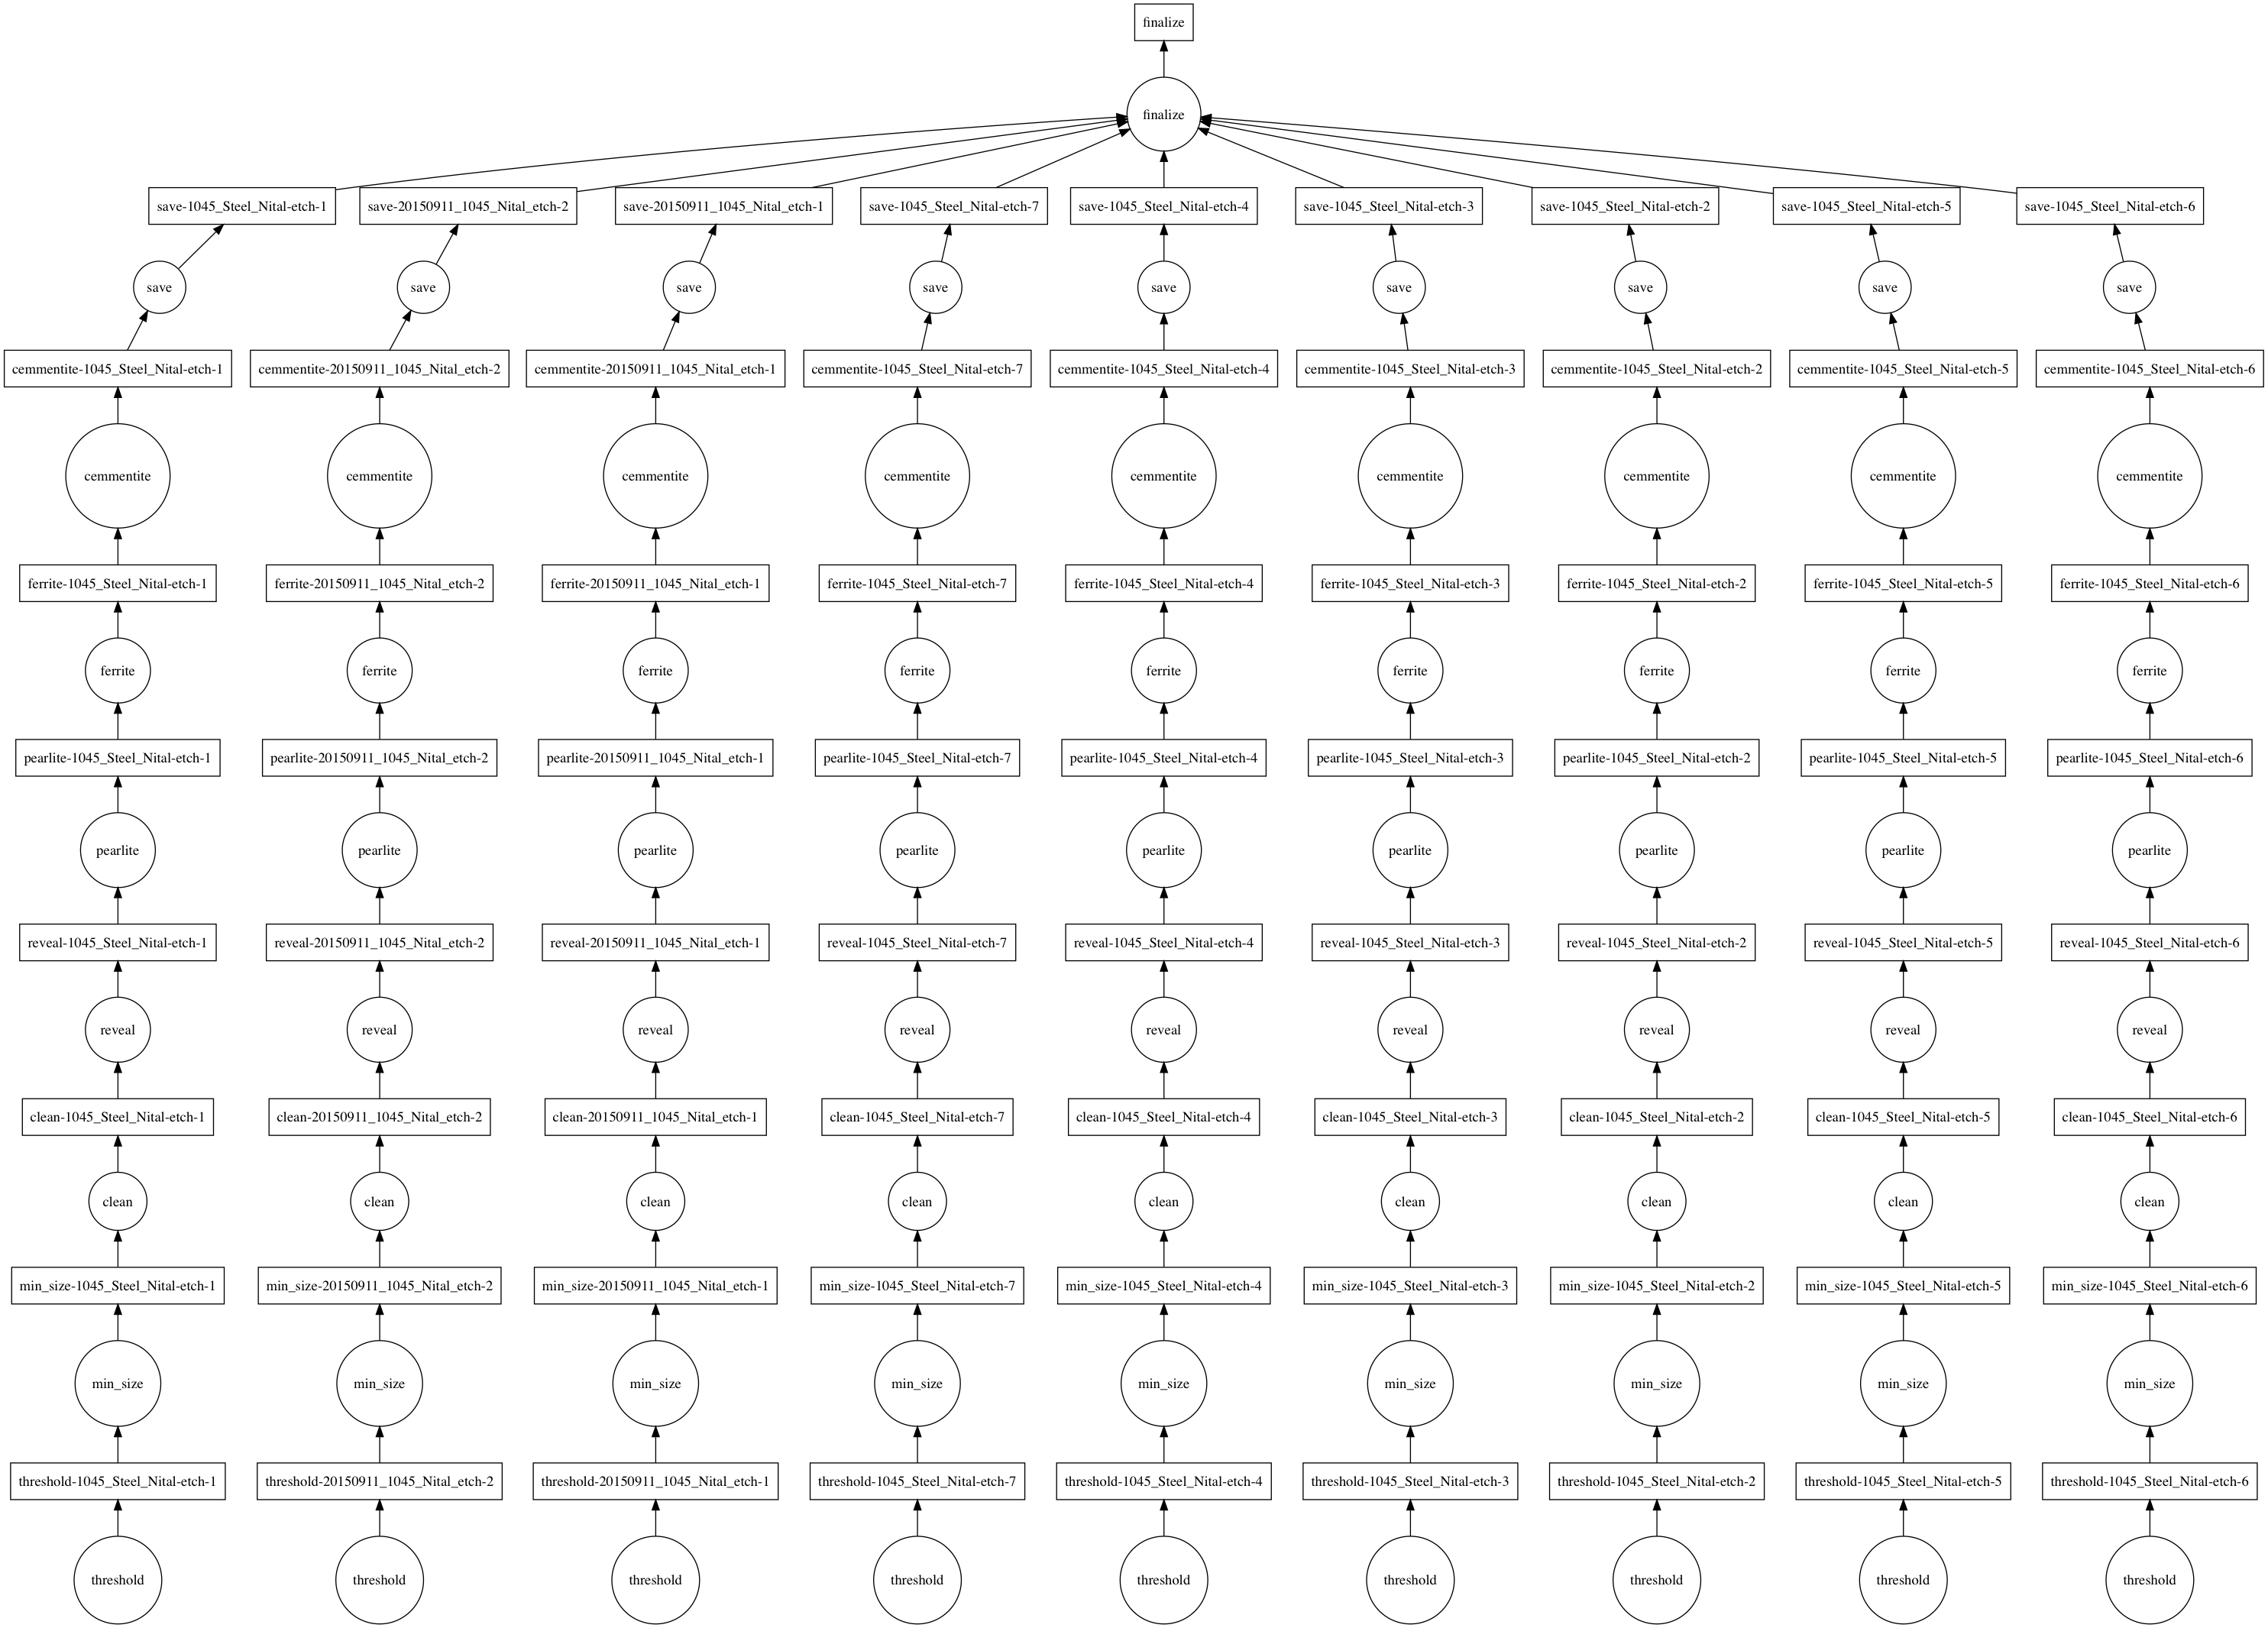 finalize
finalize
save-1045_Steel_Nital-etch-1 save-20150911_1045_Nital_etch-2 save-20150911_1045_Nital_etch-1 save-1045_Steel_Nital-etch-7 save-1045_Steel_Nital-etch-4 save-1045_Steel_Nital-etch-3 save-1045_Steel_Nital-etch-2 save-1045_Steel_Nital-etch-5 save-1045_Steel_Nital-etch-6
save save save save save save save save save
cemmentite-1045_Steel_Nital-etch-1 cemmentite-20150911_1045_Nital_etch-2 cemmentite-20150911_1045_Nital_etch-1 cemmentite-1045_Steel_Nital-etch-7 cemmentite-1045_Steel_Nital-etch-4 cemmentite-1045_Steel_Nital-etch-3 cemmentite-1045_Steel_Nital-etch-2 cemmentite-1045_Steel_Nital-etch-5 cemmentite-1045_Steel_Nital-etch-6
cemmentite cemmentite cemmentite cemmentite cemmentite cemmentite cemmentite cemmentite cemmentite
ferrite-1045_Steel_Nital-etch-1 ferrite-20150911_1045_Nital_etch-2 ferrite-20150911_1045_Nital_etch-1 ferrite-1045_Steel_Nital-etch-7 ferrite-1045_Steel_Nital-etch-4 ferrite-1045_Steel_Nital-etch-3 ferrite-1045_Steel_Nital-etch-2 ferrite-1045_Steel_Nital-etch-5 ferrite-1045_Steel_Nital-etch-6
ferrite ferrite ferrite ferrite ferrite ferrite ferrite ferrite ferrite
pearlite-1045_Steel_Nital-etch-1 pearlite-20150911_1045_Nital_etch-2 pearlite-20150911_1045_Nital_etch-1 pearlite-1045_Steel_Nital-etch-7 pearlite-1045_Steel_Nital-etch-4 pearlite-1045_Steel_Nital-etch-3 pearlite-1045_Steel_Nital-etch-2 pearlite-1045_Steel_Nital-etch-5 pearlite-1045_Steel_Nital-etch-6
pearlite pearlite pearlite pearlite pearlite pearlite pearlite pearlite pearlite
reveal-1045_Steel_Nital-etch-1 reveal-20150911_1045_Nital_etch-2 reveal-20150911_1045_Nital_etch-1 reveal-1045_Steel_Nital-etch-7 reveal-1045_Steel_Nital-etch-4 reveal-1045_Steel_Nital-etch-3 reveal-1045_Steel_Nital-etch-2 reveal-1045_Steel_Nital-etch-5 reveal-1045_Steel_Nital-etch-6
reveal reveal reveal reveal reveal reveal reveal reveal reveal
clean-1045_Steel_Nital-etch-1 clean-20150911_1045_Nital_etch-2 clean-20150911_1045_Nital_etch-1 clean-1045_Steel_Nital-etch-7 clean-1045_Steel_Nital-etch-4 clean-1045_Steel_Nital-etch-3 clean-1045_Steel_Nital-etch-2 clean-1045_Steel_Nital-etch-5 clean-1045_Steel_Nital-etch-6
clean clean clean clean clean clean clean clean clean
min_size-1045_Steel_Nital-etch-1 min_size-20150911_1045_Nital_etch-2 min_size-20150911_1045_Nital_etch-1 min_size-1045_Steel_Nital-etch-7 min_size-1045_Steel_Nital-etch-4 min_size-1045_Steel_Nital-etch-3 min_size-1045_Steel_Nital-etch-2 min_size-1045_Steel_Nital-etch-5 min_size-1045_Steel_Nital-etch-6
min_size min_size min_size min_size min_size min_size min_size min_size min_size
threshold-1045_Steel_Nital-etch-1 threshold-20150911_1045_Nital_etch-2 threshold-20150911_1045_Nital_etch-1 threshold-1045_Steel_Nital-etch-7 threshold-1045_Steel_Nital-etch-4 threshold-1045_Steel_Nital-etch-3 threshold-1045_Steel_Nital-etch-2 threshold-1045_Steel_Nital-etch-5 threshold-1045_Steel_Nital-etch-6
threshold threshold threshold threshold threshold threshold threshold threshold threshold